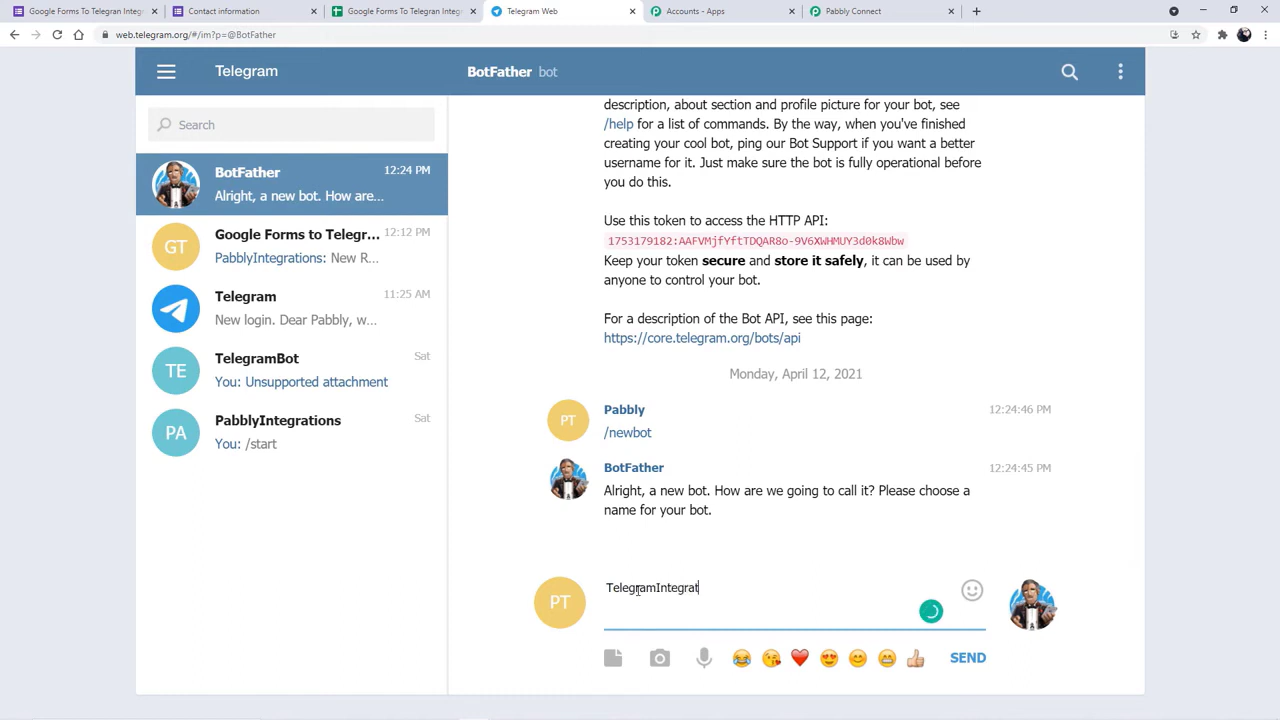 Google Forms To Telegram Integ
Contact information
Google Forms To Telegran Integ
Telegram Web
Accounts - Apps
Pabbly Connect
web.telegram.org/#/im?p=@BotFather
Telegram
BotFather bot
Search
BotFather 12:24 PM
Alright, a new bot. How are...
GT
Google Forms to Telegr... 12:12 PM
PabblyIntegrations: New R...
Telegram 11:25 AM
New login. Dear Pabbly, w...
TE
TelegramBot Sat
You: Unsupported attachment
PA
PabblyIntegrations Sat
You: /start
description, about section and profile picture for your bot, see
/help for a list of commands. By the way, when you've finished
creating your cool bot, ping our Bot Support if you want a better
username for it. Just make sure the bot is fully operational before
you do this.
Use this token to access the HTTP API:
1753179182:AAFVMjfYftTDQAR8o-9V6XWHMUY3d0k8Wbw
Keep your token secure and store it safely, it can be used by
anyone to control your bot.
For a description of the Bot API, see this page:
https://core.telegram.org/bots/api
Monday, April 12, 2021
PT
Pabbly 12:24:46 PM
/newbot
BotFather 12:24:45 PM
Alright, a new bot. How are we going to call it? Please choose a
name for your bot.
PT
TelegramIntegrat
SEND